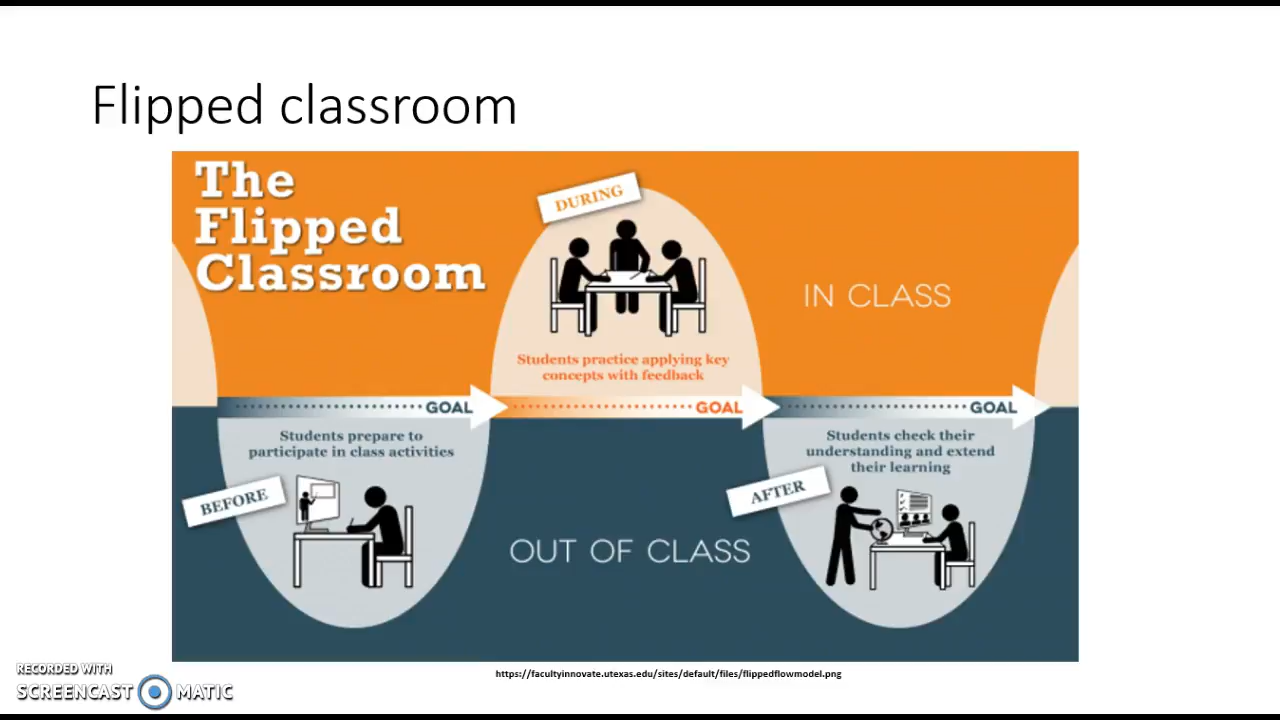 Flipped classroom
The
Flipped
Classroom
DURING
IN CLASS
Students practice applying key
concepts with feedback
GOAL
GOAL
GOAL
Students prepare to
participate in class activities
BEFORE
Students check their
understanding and extend
their learning
AFTER
OUT OF CLASS
RECORDED WITH
SCREENCAST MATIC
https://facultyinnovate.utexas.edu/sites/default/files/flippedflowmodel.png